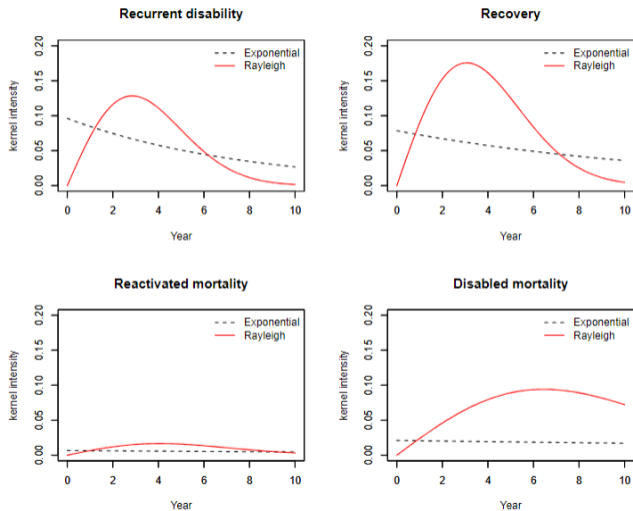 Recurrent disability
kernel intensity
0.20
0.15
0.10
0.05
0.00
Exponential
Rayleigh
0 2 4 6 8 10
Year
Recovery
kernel intensity
0.20
0.15
0.10
0.05
0.00
Exponential
Rayleigh
0 2 4 6 8 10
Year
Reactivated mortality
kernel intensity
0.20
0.15
0.10
0.05
0.00
Exponential
Rayleigh
0 2 4 6 8 10
Year
Disabled mortality
kernel intensity
0.20
0.15
0.10
0.05
0.00
Exponential
Rayleigh
0 2 4 6 8 10
Year